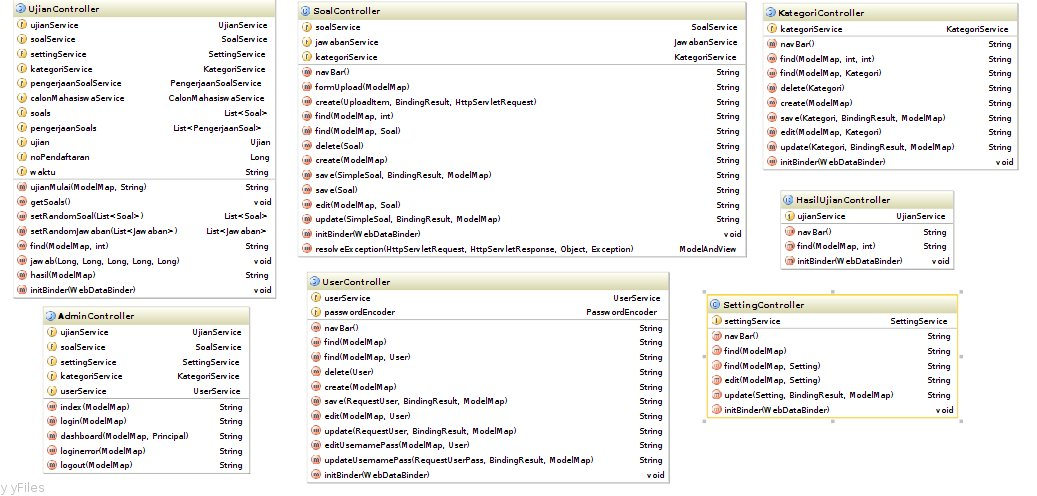 UjianController
ujianService UjianService
soalService SoalService
settingService SettingService
kategoriService KategoriService
pengerjaanSoalService PengerjaanSoalService
calonMahasiswaService CalonMahasiswaService
soals List<Soal>
pengerjaanSoals List<PengerjaanSoal>
ujian Ujian
noPendaftaran Long
waktu String
ujianMulai(ModelMap, String) String
getSoals() void
setRandomSoal(List<Soal>) List<Soal>
setRandomJawaban(List<Jawaban>) List<Jawaban>
find(ModelMap, int) String
jawab(Long, Long, Long, Long, Long) void
hasil(ModelMap) String
initBinder(WebDataBinder) void
SoalController
soalService SoalService
jawabanService JawabanService
kategoriService KategoriService
navBar() String
formUpload(ModelMap) String
create(UploadItem, BindingResult, HttpServletRequest) String
find(ModelMap, int) String
find(ModelMap, Soal) String
delete(Soal) String
create(ModelMap) String
save(SimpleSoal, BindingResult, ModelMap) String
save(Soal) String
edit(ModelMap, Soal) String
update(SimpleSoal, BindingResult, ModelMap) String
initBinder(WebDataBinder) void
resolveException(HttpServletRequest, HttpServletResponse, Object, Exception) ModelAndView
KategoriController
kategoriService KategoriService
navBar() String
find(ModelMap, int, int) String
find(ModelMap, Kategori) String
delete(Kategori) String
create(ModelMap) String
save(Kategori, BindingResult, ModelMap) String
edit(ModelMap, Kategori) String
update(Kategori, BindingResult, ModelMap) String
initBinder(WebDataBinder) void
HasilUjianController
ujianService UjianService
navBar() String
find(ModelMap, int) String
initBinder(WebDataBinder) void
AdminController
ujianService UjianService
soalService SoalService
settingService SettingService
kategoriService KategoriService
userService UserService
index(ModelMap) String
login(ModelMap) String
dashboard(ModelMap, Principal) String
loginerror(ModelMap) String
logout(ModelMap) String
UserController
userService UserService
passwordEncoder PasswordEncoder
navBar() String
find(ModelMap) String
find(ModelMap, User) String
delete(User) String
create(ModelMap) String
save(RequestUser, BindingResult, ModelMap) String
edit(ModelMap, User) String
update(RequestUser, BindingResult, ModelMap) String
editUsernamePass(ModelMap, User) String
updateUsernamePass(RequestUserPass, BindingResult, ModelMap) String
initBinder(WebDataBinder) void
SettingController
settingService SettingService
navBar() String
find(ModelMap) String
find(ModelMap, Setting) String
edit(ModelMap, Setting) String
update(Setting, BindingResult, ModelMap) String
initBinder(WebDataBinder) void
y yFiles